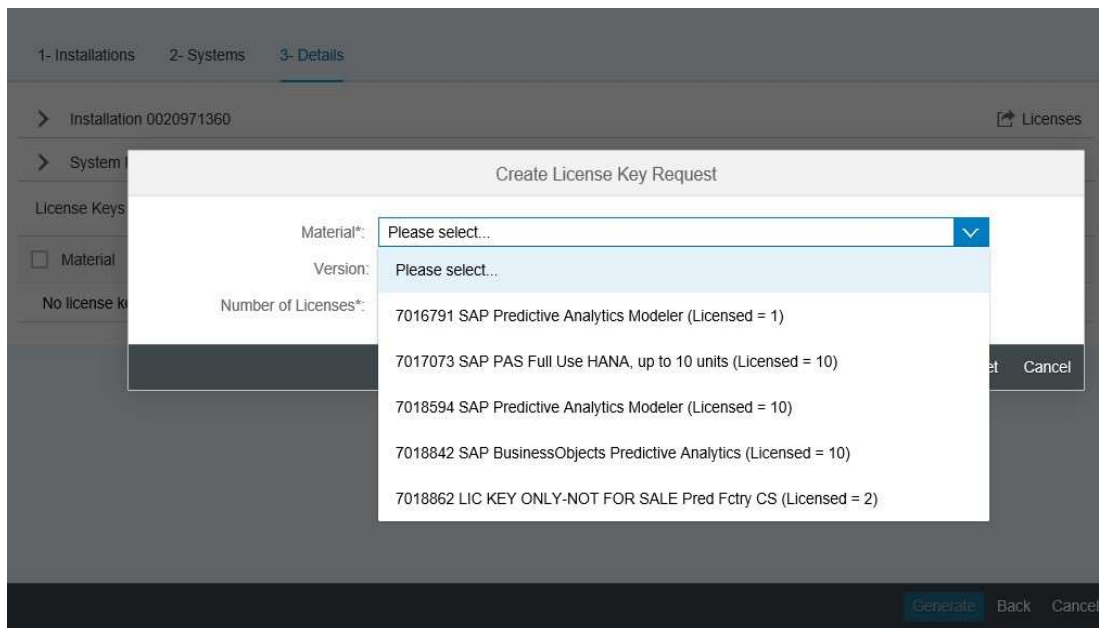 1- Installations 2- Systems 3- Details
Installation 0020971360 Licenses
System
Create License Key Request
License Keys
Material*: Please select...
Material
Version: Please select...
No license
Number of Licenses*:
7016791 SAP Predictive Analytics Modeler (Licensed = 1)
7017073 SAP PAS Full Use HANA, up to 10 units (Licensed = 10)
Cancel
7018594 SAP Predictive Analytics Modeler (Licensed = 10)
7018842 SAP BusinessObjects Predictive Analytics (Licensed = 10)
7018862 LIC KEY ONLY-NOT FOR SALE Pred Fctry CS (Licensed = 2)
Generate Back Cancel